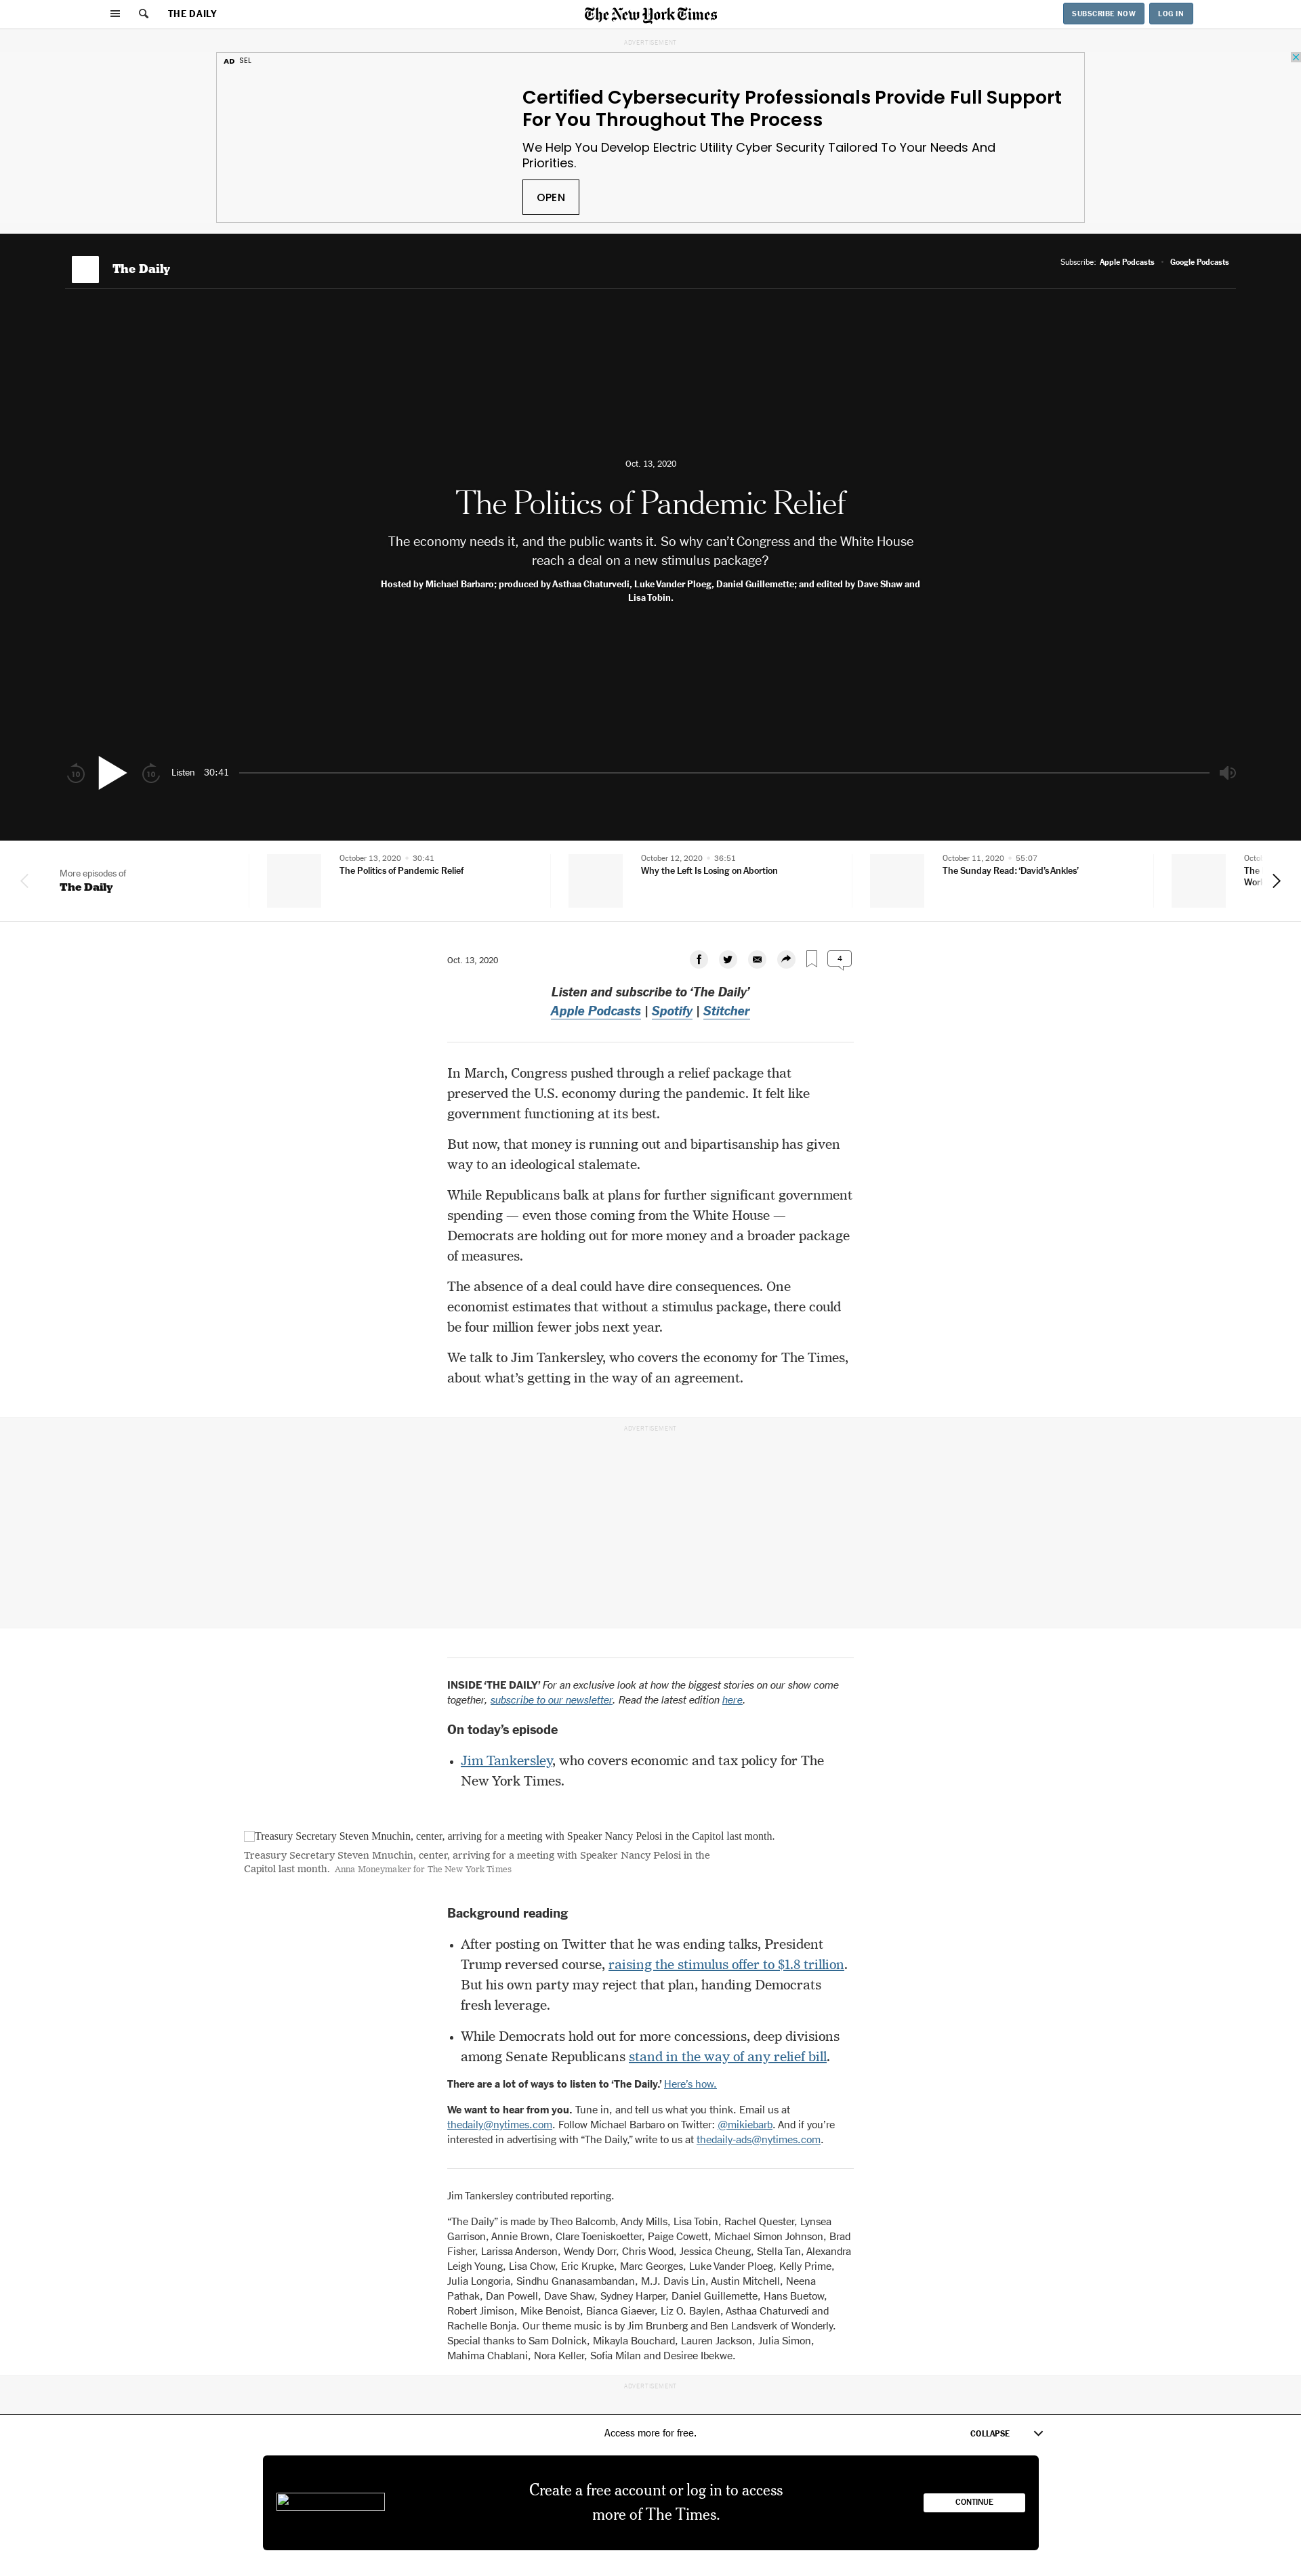 THE DAILY
The New York Times
SUBSCRIBE NOW
LOG IN
ADVERTISEMENT
AD SEL
Certified Cybersecurity Professionals Provide Full Support
For You Throughout The Process
We Help You Develop Electric Utility Cyber Security Tailored To Your Needs And
Priorities.
OPEN
The Daily
Subscribe: Apple Podcasts · Google Podcasts
Oct. 13, 2020
The Politics of Pandemic Relief
The economy needs it, and the public wants it. So why can’t Congress and the White House
reach a deal on a new stimulus package?
Hosted by Michael Barbaro; produced by Asthaa Chaturvedi, Luke Vander Ploeg, Daniel Guillemette; and edited by Dave Shaw and
Lisa Tobin.
10
10
Listen 30:41
More episodes of
The Daily
October 13, 2020 • 30:41
The Politics of Pandemic Relief
October 12, 2020 • 36:51
Why the Left Is Losing on Abortion
October 11, 2020 • 55:07
The Sunday Read: ‘David’s Ankles’
The
Oct. 13, 2020
4
Listen and subscribe to ‘The Daily’
Apple Podcasts | Spotify | Stitcher
In March, Congress pushed through a relief package that
preserved the U.S. economy during the pandemic. It felt like
government functioning at its best.
But now, that money is running out and bipartisanship has given
way to an ideological stalemate.
While Republicans balk at plans for further significant government
spending — even those coming from the White House —
Democrats are holding out for more money and a broader package
of measures.
The absence of a deal could have dire consequences. One
economist estimates that without a stimulus package, there could
be four million fewer jobs next year.
We talk to Jim Tankersley, who covers the economy for The Times,
about what’s getting in the way of an agreement.
ADVERTISEMENT
INSIDE ‘THE DAILY’ For an exclusive look at how the biggest stories on our show come
together, subscribe to our newsletter. Read the latest edition here.
On today’s episode
• Jim Tankersley, who covers economic and tax policy for The
New York Times.
Treasury Secretary Steven Mnuchin, center, arriving for a meeting with Speaker Nancy Pelosi in the Capitol last month.
Treasury Secretary Steven Mnuchin, center, arriving for a meeting with Speaker Nancy Pelosi in the
Capitol last month. Anna Moneymaker for The New York Times
Background reading
• After posting on Twitter that he was ending talks, President
Trump reversed course, raising the stimulus offer to $1.8 trillion.
But his own party may reject that plan, handing Democrats
fresh leverage.
• While Democrats hold out for more concessions, deep divisions
among Senate Republicans stand in the way of any relief bill.
There are a lot of ways to listen to ‘The Daily.’ Here’s how.
We want to hear from you. Tune in, and tell us what you think. Email us at
thedaily@nytimes.com. Follow Michael Barbaro on Twitter: @mikiebarb. And if you’re
interested in advertising with “The Daily,” write to us at thedaily-ads@nytimes.com.
Jim Tankersley contributed reporting.
“The Daily” is made by Theo Balcomb, Andy Mills, Lisa Tobin, Rachel Quester, Lynsea
Garrison, Annie Brown, Clare Toeniskoetter, Paige Cowett, Michael Simon Johnson, Brad
Fisher, Larissa Anderson, Wendy Dorr, Chris Wood, Jessica Cheung, Stella Tan, Alexandra
Leigh Young, Lisa Chow, Eric Krupke, Marc Georges, Luke Vander Ploeg, Kelly Prime,
Julia Longoria, Sindhu Gnanasambandan, M.J. Davis Lin, Austin Mitchell, Neena
Pathak, Dan Powell, Dave Shaw, Sydney Harper, Daniel Guillemette, Hans Buetow,
Robert Jimison, Mike Benoist, Bianca Giaever, Liz O. Baylen, Asthaa Chaturvedi and
Rachelle Bonja. Our theme music is by Jim Brunberg and Ben Landsverk of Wonderly.
Special thanks to Sam Dolnick, Mikayla Bouchard, Lauren Jackson, Julia Simon,
Mahima Chablani, Nora Keller, Sofia Milan and Desiree Ibekwe.
ADVERTISEMENT
Access more for free.
COLLAPSE
Create a free account or log in to access
more of The Times.
CONTINUE